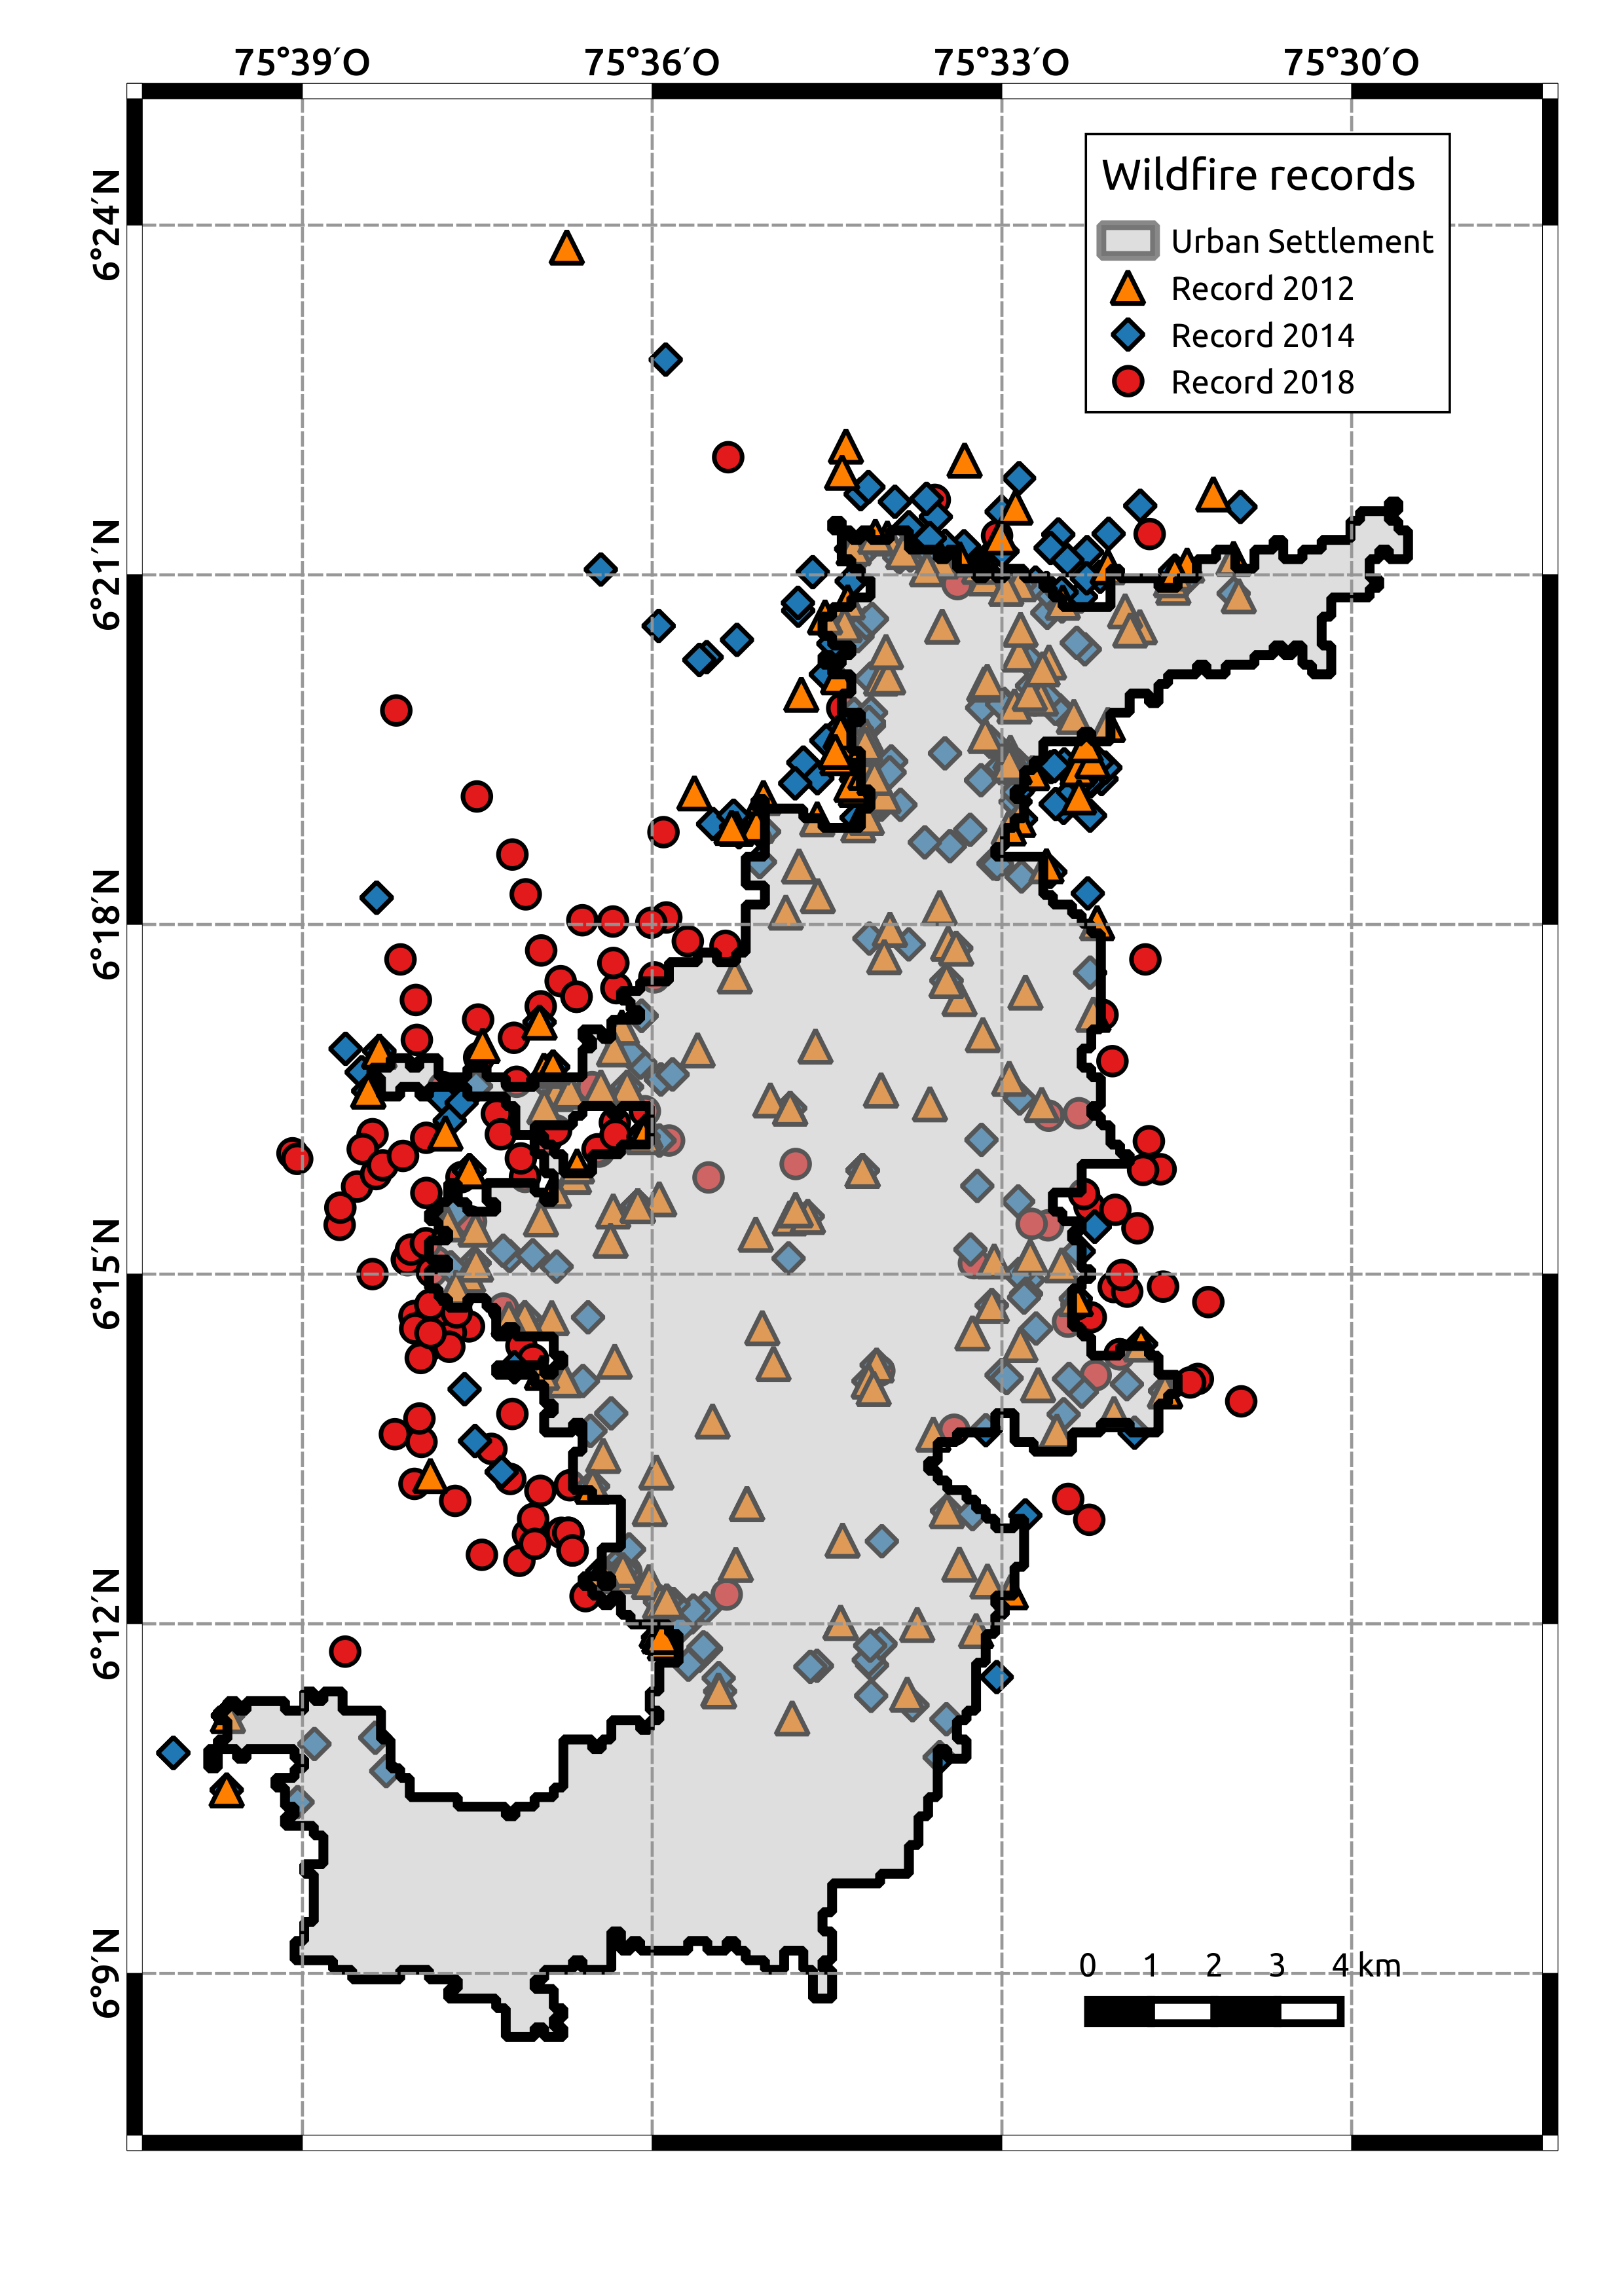 75°39′O 75°36′O 75°33′O 75°30′O
Wildfire records
Urban Settlement
Record 2012
Record 2014
Record 2018
6°24′N
6°21′N
6°18′N
6°15′N
6°12′N
6°9′N
0 1 2 3 4 km